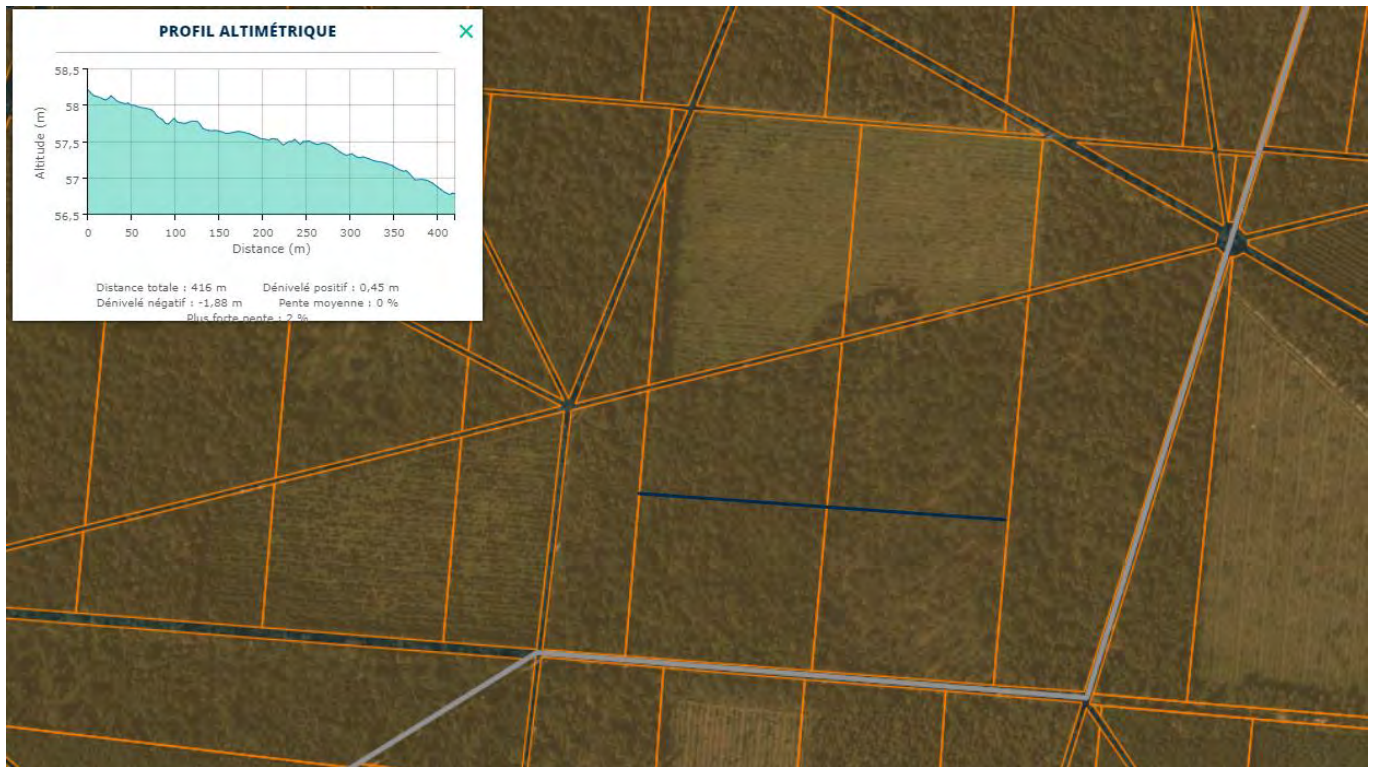 PROFIL ALTIMÉTRIQUE
58,5
58
57,5
57
56,5
Altitude (m)
0 50 100 150 200 250 300 350 400
Distance (m)
Distance totale : 416 m Dénivelé positif : 0,45 m
Dénivelé négatif : -1,88 m Pente moyenne : 0 %
Plus forte pente : 2 %